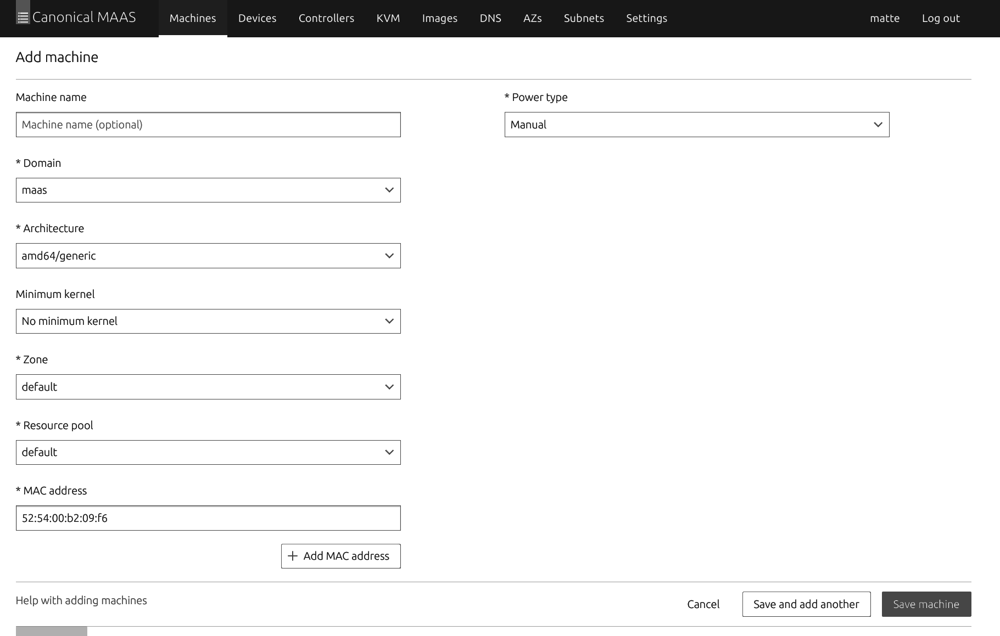 Canonical MAAS Machines Devices Controllers KVM Images DNS AZs Subnets Settings matte Log out
Add machine
Machine name
Machine name (optional)
* Domain
maas
* Architecture
amd64/generic
Minimum kernel
No minimum kernel
* Zone
default
* Resource pool
default
* MAC address
52:54:00:b2:09:f6
Add MAC address
* Power type
Manual
Help with adding machines
Cancel Save and add another Save machine